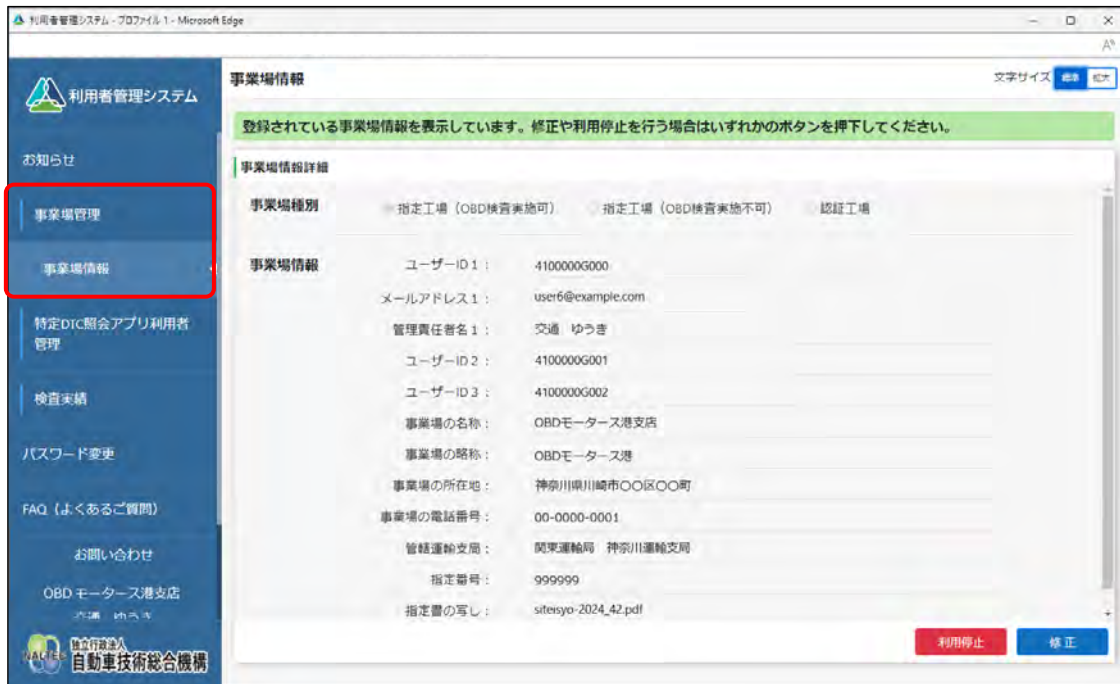 利用者管理システム - プロファイル 1 - Microsoft Edge
利用者管理システム
事業場情報
文字サイズ 標準 拡大
登録されている事業場情報を表示しています。修正や利用停止を行う場合はいずれかのボタンを押下してください。
お知らせ
事業場管理
事業場情報
特定DTC照会アプリ利用者
管理
検査実績
パスワード変更
FAQ（よくあるご質問）
お問い合わせ
OBDモータース港支店
交通 ゆうき
独立行政法人
自動車技術総合機構
NALTEC
事業場情報詳細
事業場種別 指定工場（OBD検査実施可） 指定工場（OBD検査実施不可） 認証工場
事業場情報 ユーザーID１： 4100000G000
メールアドレス１： user6@example.com
管理責任者名１： 交通 ゆうき
ユーザーID２： 4100000G001
ユーザーID３： 4100000G002
事業場の名称： OBDモータース港支店
事業場の略称： OBDモータース港
事業場の所在地： 神奈川県川崎市〇〇区〇〇町
事業場の電話番号： 00-0000-0001
管轄運輸支局： 関東運輸局 神奈川運輸支局
指定番号： 999999
指定書の写し： siteisyo-2024_42.pdf
利用停止 修正